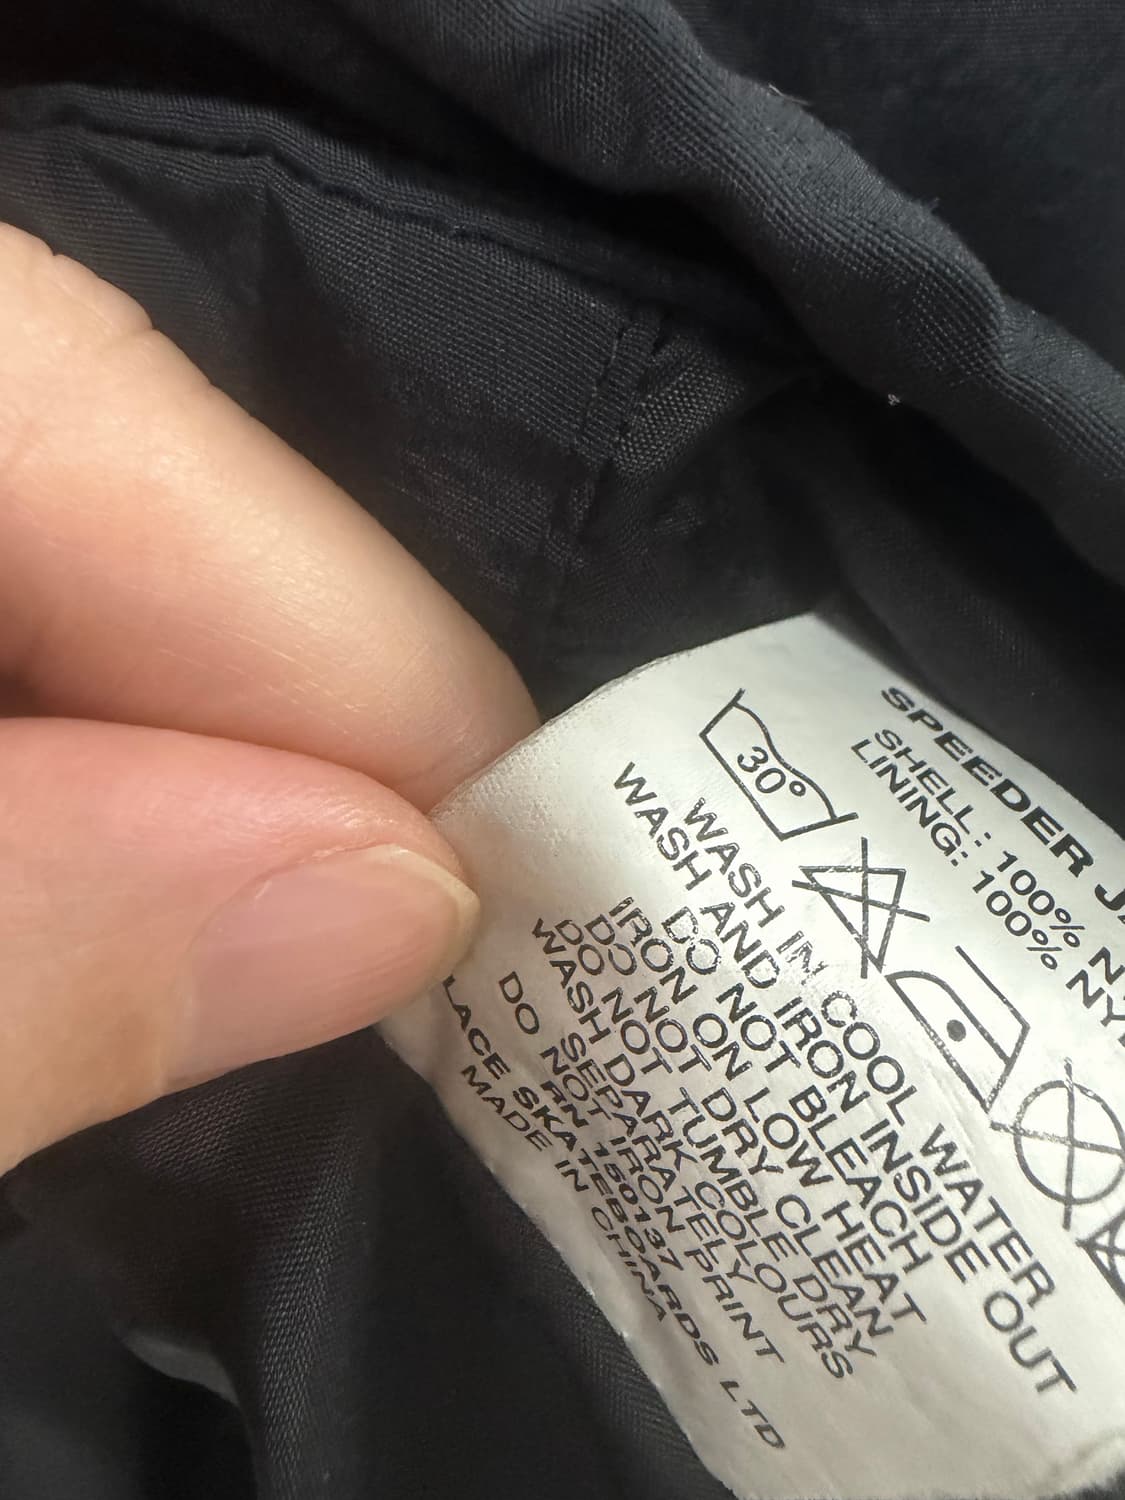 SPEEDER
SHELL: 100%
LINING: 100%
30°
WASH IN COOL WATER
WASH AND IRON INSIDE OUT
DO NOT BLEACH
IRON ON LOW HEAT
DO NOT DRY CLEAN
DO NOT TUMBLE DRY
WASH DARK COLOURS
SEPARATELY
DO NOT IRON PRINT
RN 150137
LACE SKATEBOARDS LTD
MADE IN CHINA